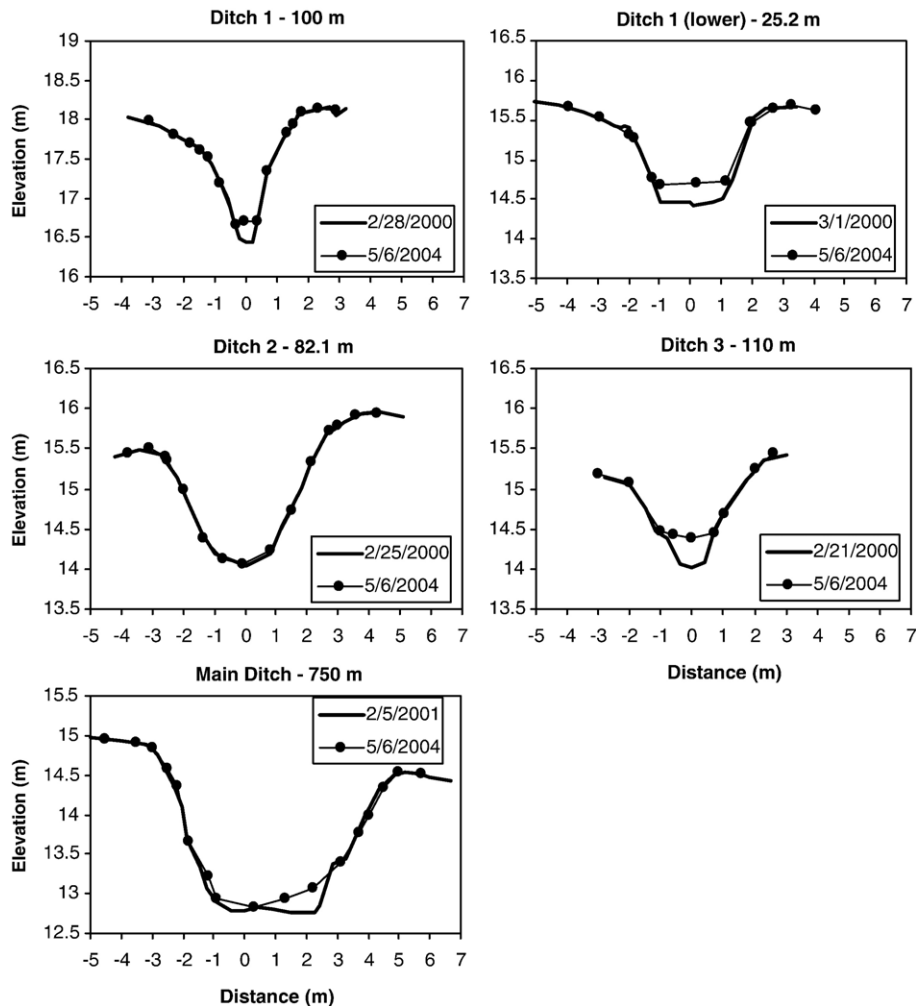 Ditch 1 - 100 m
19
18.5
18
17.5
17
16.5
16
Elevation (m)
2/28/2000
5/6/2004
-5 -4 -3 -2 -1 0 1 2 3 4 5 6 7
Ditch 1 (lower) - 25.2 m
16.5
16
15.5
15
14.5
14
13.5
Elevation (m)
3/1/2000
5/6/2004
-5 -4 -3 -2 -1 0 1 2 3 4 5 6 7
Ditch 2 - 82.1 m
16.5
16
15.5
15
14.5
14
13.5
Elevation (m)
2/25/2000
5/6/2004
-5 -4 -3 -2 -1 0 1 2 3 4 5 6 7
Ditch 3 - 110 m
16.5
16
15.5
15
14.5
14
13.5
Elevation (m)
2/21/2000
5/6/2004
-5 -4 -3 -2 -1 0 1 2 3 4 5 6 7
Distance (m)
Main Ditch - 750 m
15.5
15
14.5
14
13.5
13
12.5
Elevation (m)
2/5/2001
5/6/2004
-5 -4 -3 -2 -1 0 1 2 3 4 5 6 7
Distance (m)